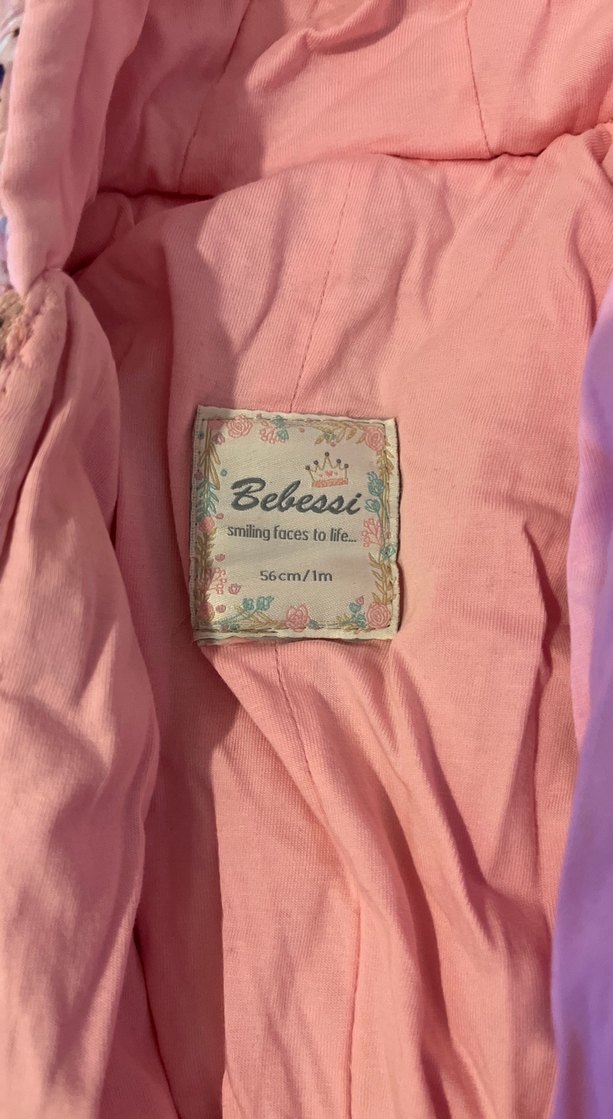 Bebessi
smiling faces to life...
56cm/1m